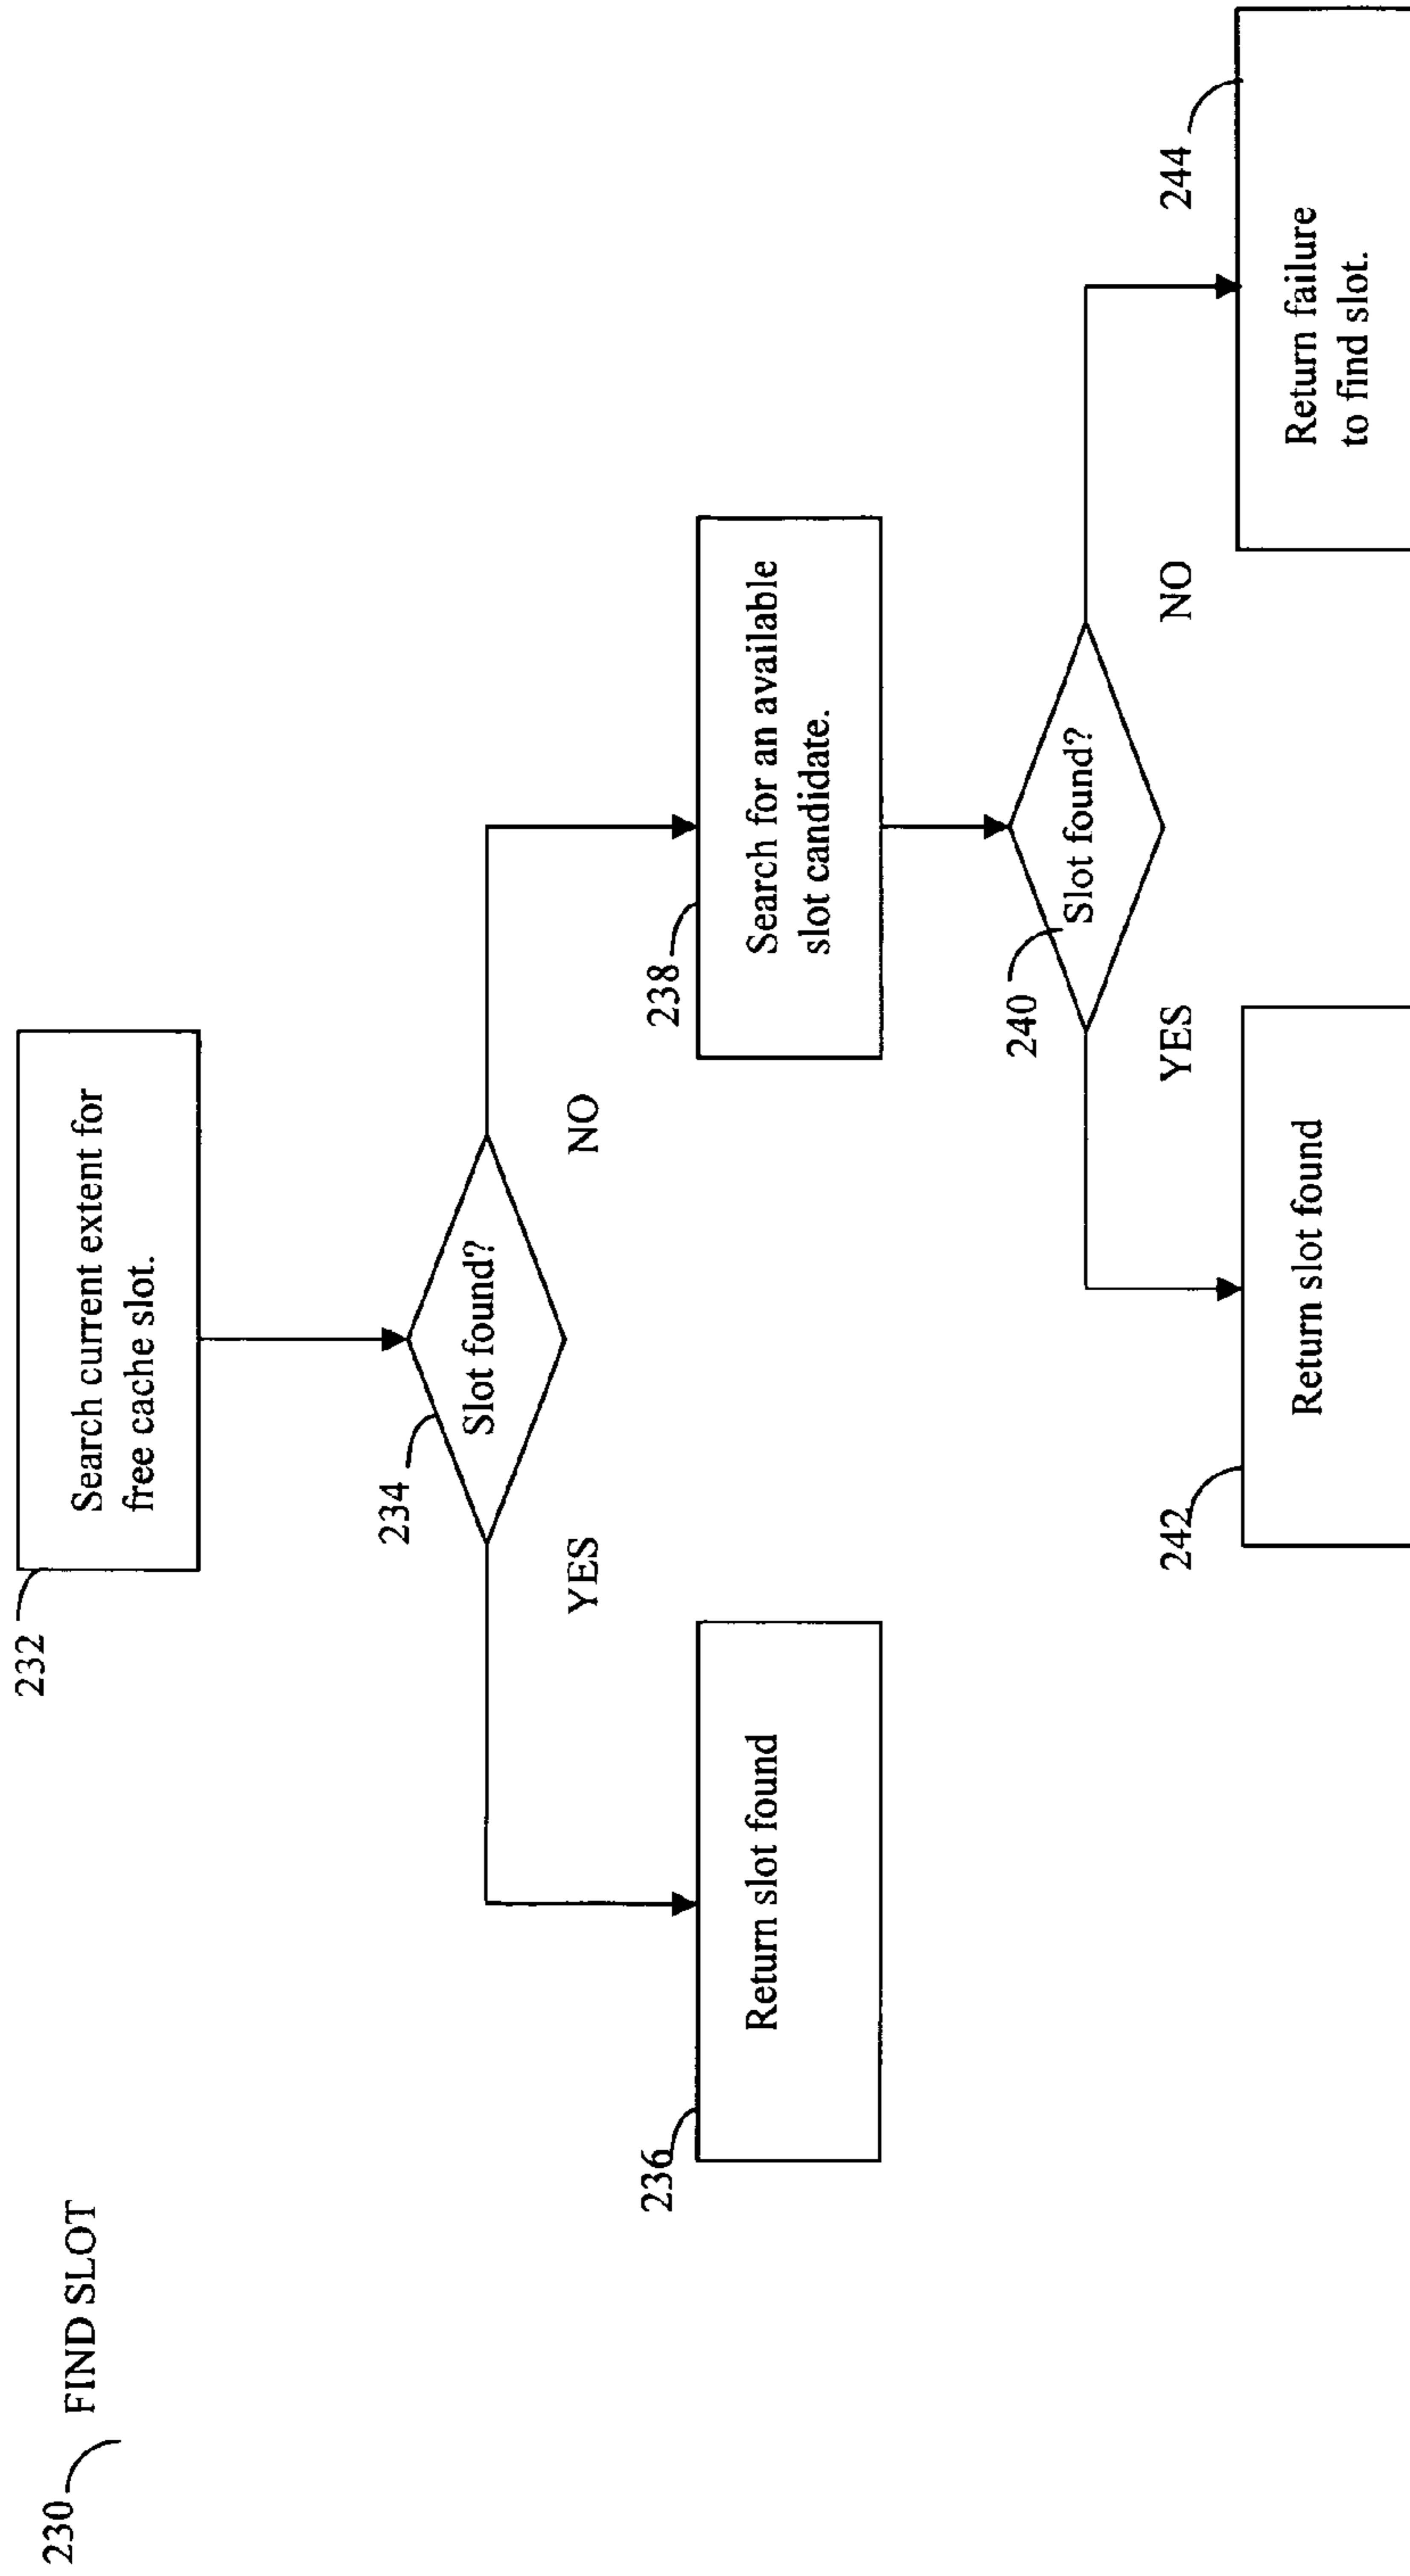 230
FIND SLOT
232
Search current extent for
free cache slot.
234
Slot found?
YES
NO
236
Return slot found
238
Search for an available
slot candidate.
240
Slot found?
YES
NO
242
Return slot found
244
Return failure
to find slot.